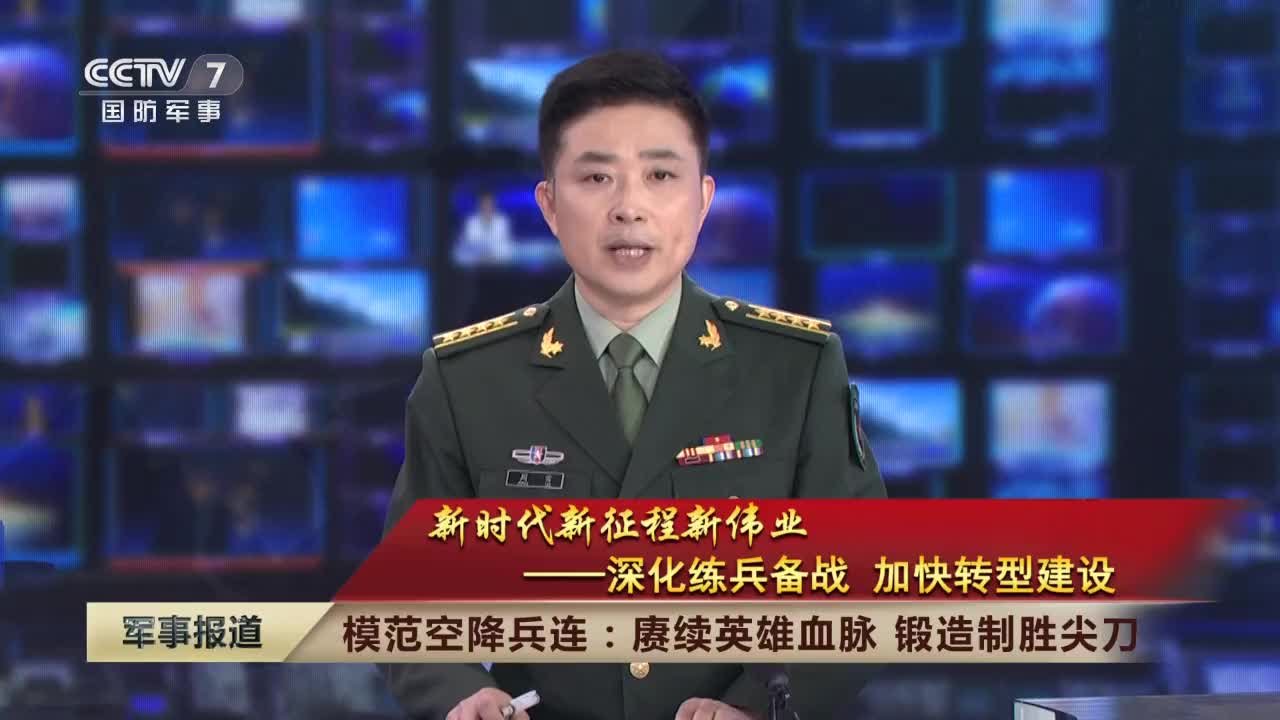 CCTV 7
国防军事
新时代新征程新伟业
——深化练兵备战 加快转型建设
军事报道
模范空降兵连：赓续英雄血脉 锻造制胜尖刀